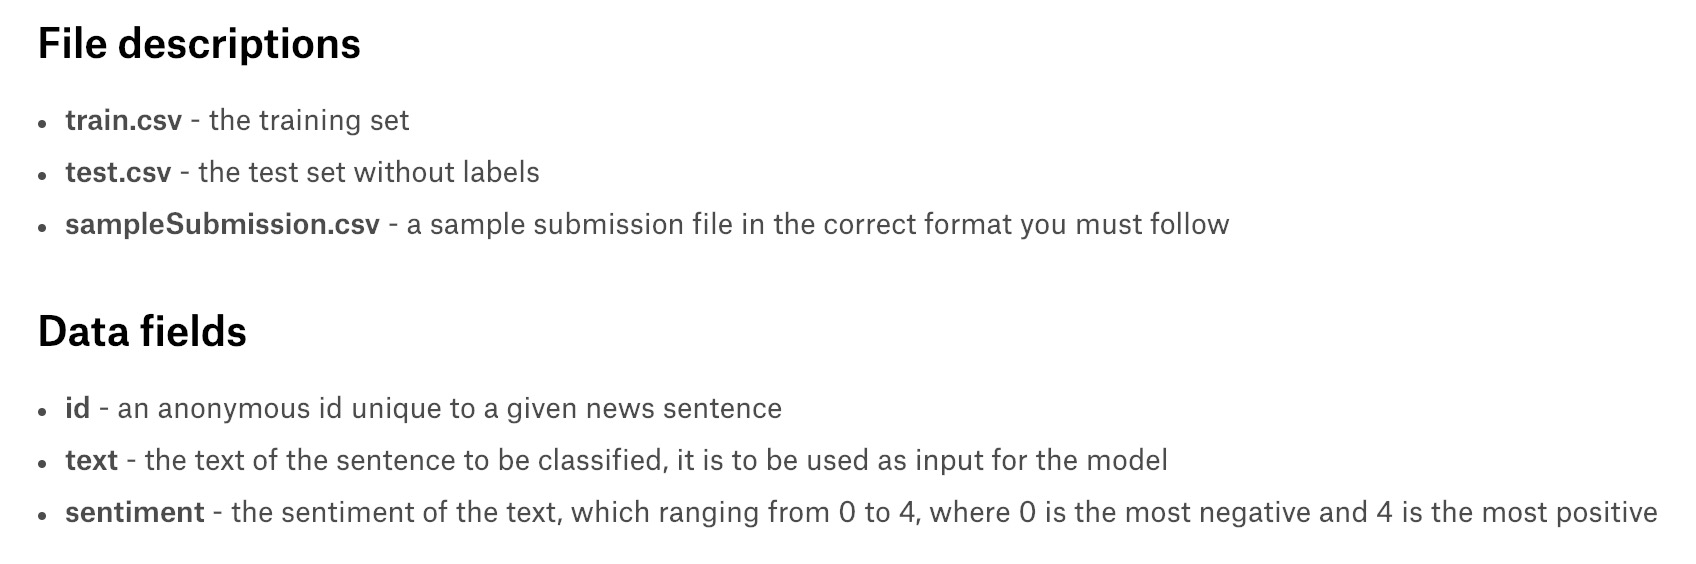 File descriptions
• train.csv - the training set
• test.csv - the test set without labels
• sampleSubmission.csv - a sample submission file in the correct format you must follow
Data fields
• id - an anonymous id unique to a given news sentence
• text - the text of the sentence to be classified, it is to be used as input for the model
• sentiment - the sentiment of the text, which ranging from 0 to 4, where 0 is the most negative and 4 is the most positive